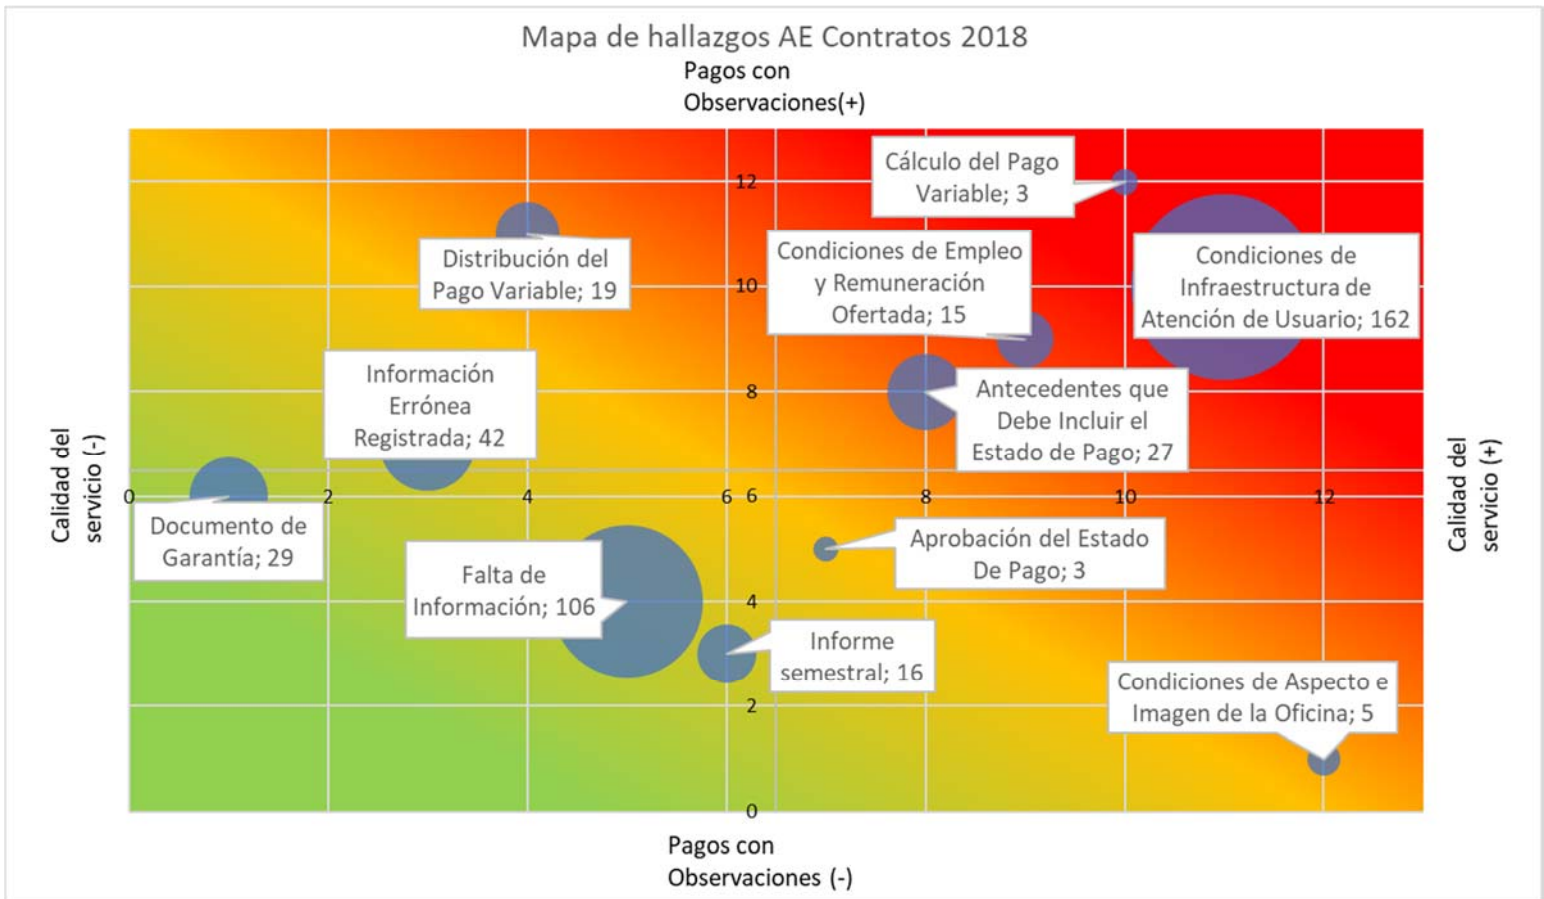 Mapa de hallazgos AE Contratos 2018
Pagos con
Observaciones(+)
Cálculo del Pago
Variable; 3
12
Distribución del
Pago Variable; 19
Condiciones de Empleo
y Remuneración
Ofertada; 15
Condiciones de
Infraestructura de
Atención de Usuario; 162
10
Información
Errónea
Registrada; 42
8
Antecedentes que
Debe Incluir el
Estado de Pago; 27
Calidad del
servicio (-)
0 2 4 6 6 8 10 12
Calidad del
servicio (+)
Documento de
Garantía; 29
Aprobación del Estado
De Pago; 3
Falta de
Información; 106
4
Informe
semestral; 16
Condiciones de Aspecto e
Imagen de la Oficina; 5
2
0
Pagos con
Observaciones (-)